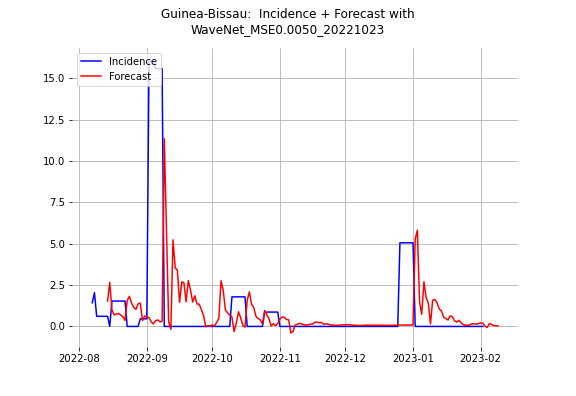 Guinea-Bissau:  Incidence + Forecast with
WaveNet_MSE0.0050_20221023
Incidence
Forecast
15.0
12.5
10.0
7.5
5.0
2.5
0.0
2022-08 2022-09 2022-10 2022-11 2022-12 2023-01 2023-02